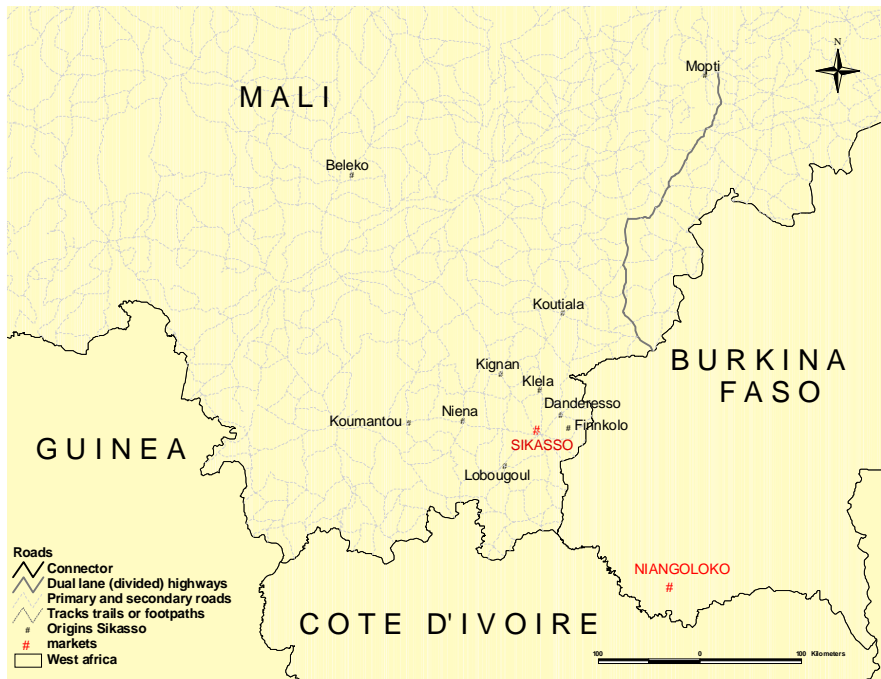 N
Mopti
MALI
Beleko
Koutiala
BURKINA
FASO
Kignan
Klela
Danderesso
Niena
Koumantou
Finnkolo
SIKASSO
GUINEA
Lobougoul
NIANGOLOKO
COTE D'IVOIRE
Roads
Connector
Dual lane (divided) highways
Primary and secondary roads
Tracks trails or footpaths
# Origins Sikasso
# markets
West africa
100 0 100 Kilometers